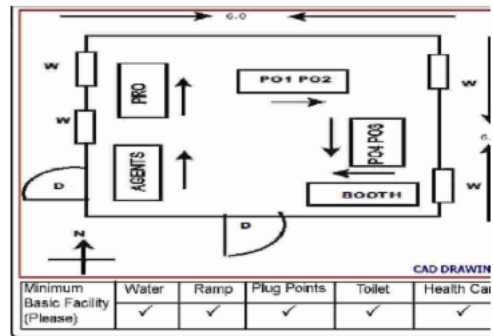 6.0
W
W
PRO
PO1 PO2
W
AGENTS
PO4 PO3
W
D
BOOTH
D
N
CAD DRAWIN
Minimum Basic Facility (Please)
Water
Ramp
Plug Points
Toilet
Health Car
✓ ✓ ✓ ✓ ✓